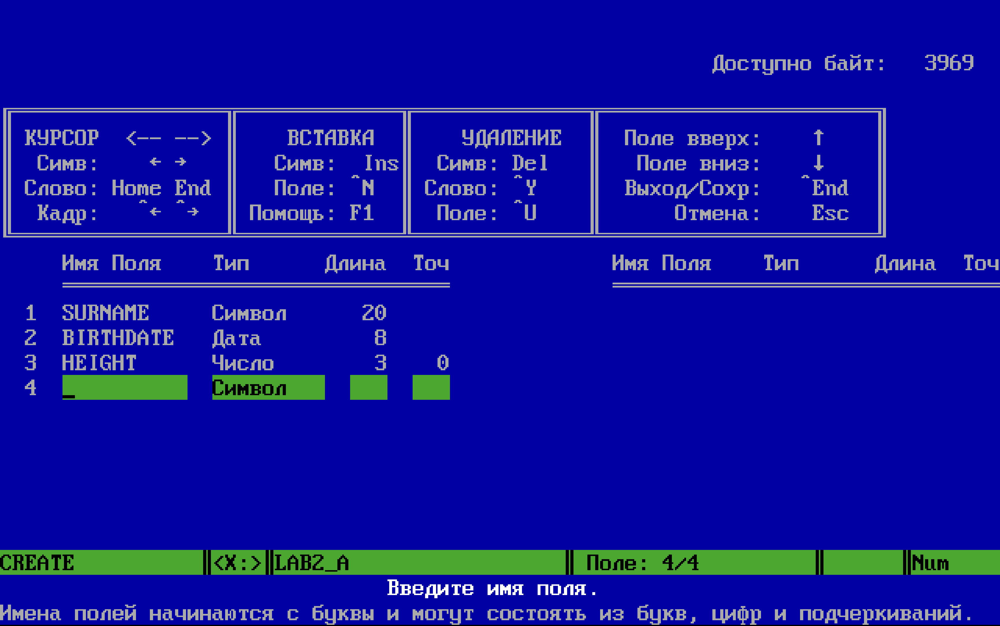 Доступно байт: 3969
КУРСОР <-- --> ВСТАВКА УДАЛЕНИЕ Поле вверх: ↑
Симв: ← → Симв: Ins Симв: Del Поле вниз: ↓
Слово: Home End Поле: ^N Слово: ^Y Выход/Сохр: ^End
Кадр: ^← ^→ Помощь: F1 Поле: ^U Отмена: Esc
Имя Поля Тип Длина Точ Имя Поля Тип Длина Точ
1 SURNAME Символ 20
2 BIRTHDATE Дата 8
3 HEIGHT Число 3 0
4 _ Символ
CREATE <X:> LAB2_A Поле: 4/4 Num
Введите имя поля.
Имена полей начинаются с буквы и могут состоять из букв, цифр и подчеркиваний.